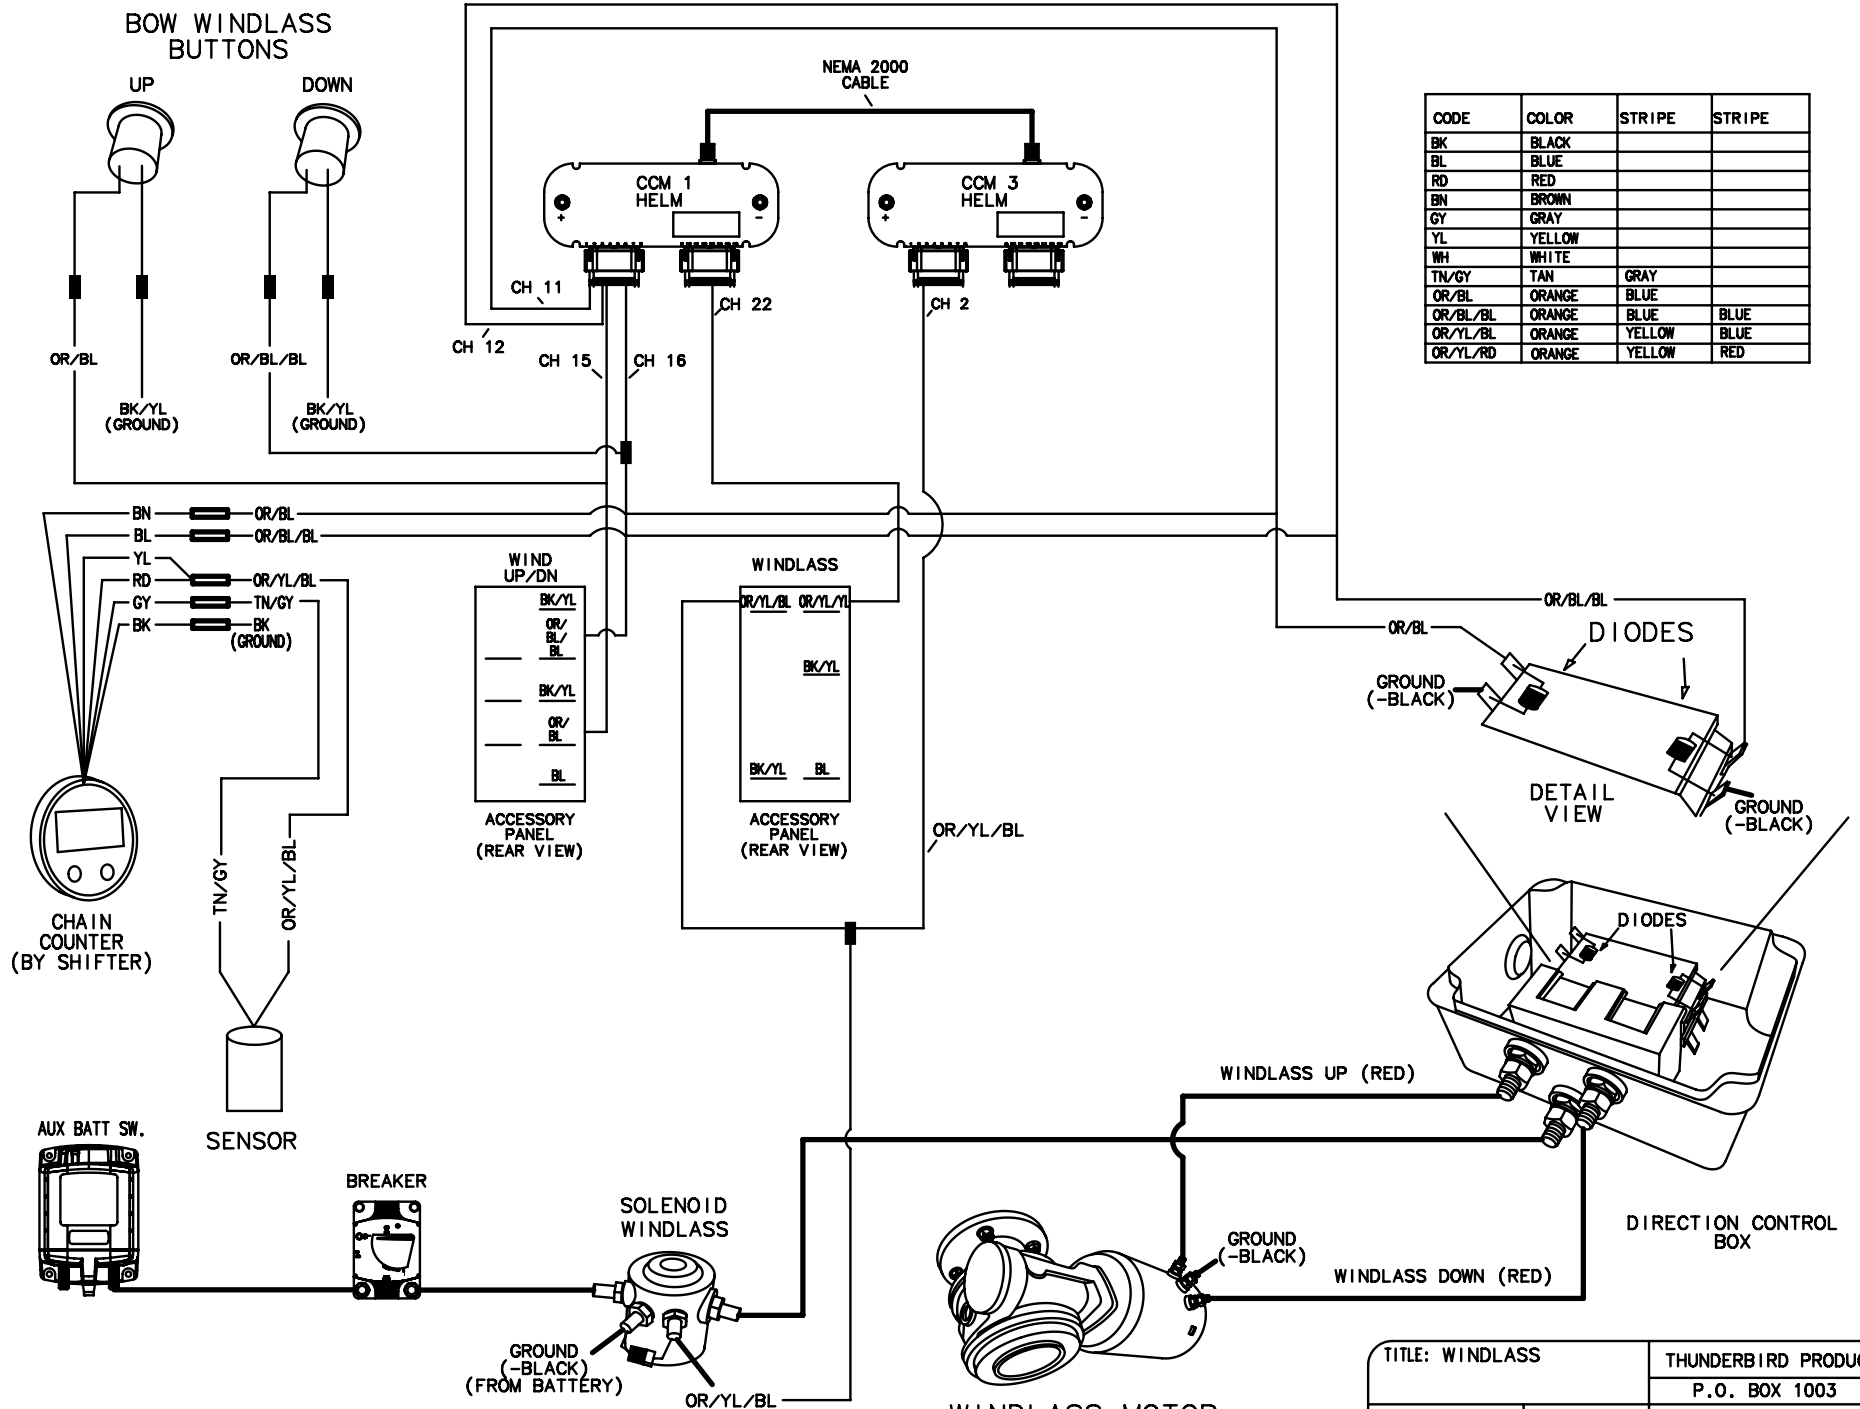 BOW WINDLASS
BUTTONS
UP
DOWN
OR/BL
BK/YL
(GROUND)
OR/BL/BL
BK/YL
(GROUND)
NEMA 2000
CABLE
CCM 1
HELM
+
-
CCM 3
HELM
+
-
CH 11
CH 12
CH 15
CH 16
CH 22
CH 2
CODE COLOR STRIPE STRIPE
BK BLACK
BL BLUE
RD RED
BN BROWN
GY GRAY
YL YELLOW
WH WHITE
TN/GY TAN GRAY
OR/BL ORANGE BLUE
OR/BL/BL ORANGE BLUE BLUE
OR/YL/BL ORANGE YELLOW BLUE
OR/YL/RD ORANGE YELLOW RED
BN OR/BL
BL OR/BL/BL
YL
RD OR/YL/BL
GY TN/GY
BK BK
(GROUND)
CHAIN
COUNTER
(BY SHIFTER)
TN/GY
OR/YL/BL
SENSOR
WIND
UP/DN
BK/YL
OR/
BL/
BL
BK/YL
OR/
BL
BL
ACCESSORY
PANEL
(REAR VIEW)
WINDLASS
OR/YL/BL OR/YL/YL
BK/YL
BK/YL BL
ACCESSORY
PANEL
(REAR VIEW)
OR/YL/BL
OR/BL/BL
OR/BL
DIODES
GROUND
(-BLACK)
DETAIL
VIEW
GROUND
(-BLACK)
DIODES
DIRECTION CONTROL
BOX
WINDLASS UP (RED)
GROUND
(-BLACK)
WINDLASS DOWN (RED)
AUX BATT SW.
BREAKER
SOLENOID
WINDLASS
GROUND
(-BLACK)
(FROM BATTERY)
OR/YL/BL
WINDLASS MOTOR
TITLE: WINDLASS
THUNDERBIRD PRODUC
P.O. BOX 1003